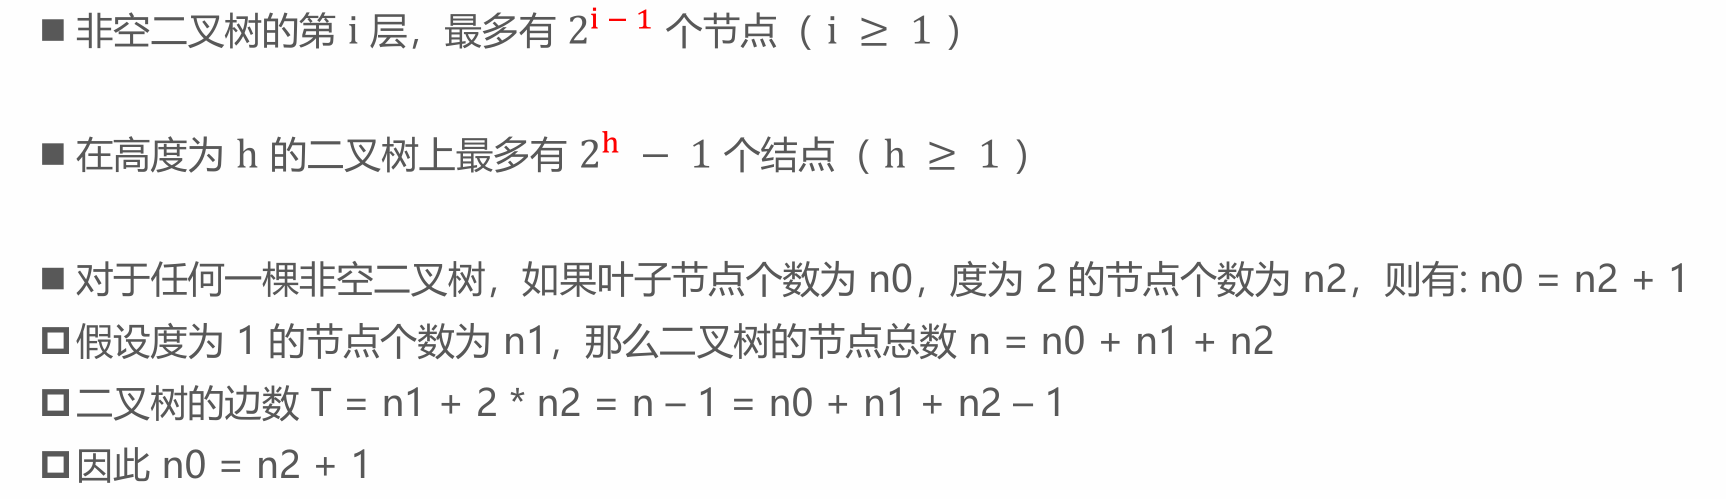 ■ 非空二叉树的第 i 层，最多有 2^{i − 1} 个节点（ i ≥ 1 ）
■ 在高度为 h 的二叉树上最多有 2^{h} − 1 个结点（ h ≥ 1 ）
■ 对于任何一棵非空二叉树，如果叶子节点个数为 n0，度为 2 的节点个数为 n2，则有: n0 = n2 + 1
假设度为 1 的节点个数为 n1，那么二叉树的节点总数 n = n0 + n1 + n2
二叉树的边数 T = n1 + 2 * n2 = n – 1 = n0 + n1 + n2 – 1
因此 n0 = n2 + 1